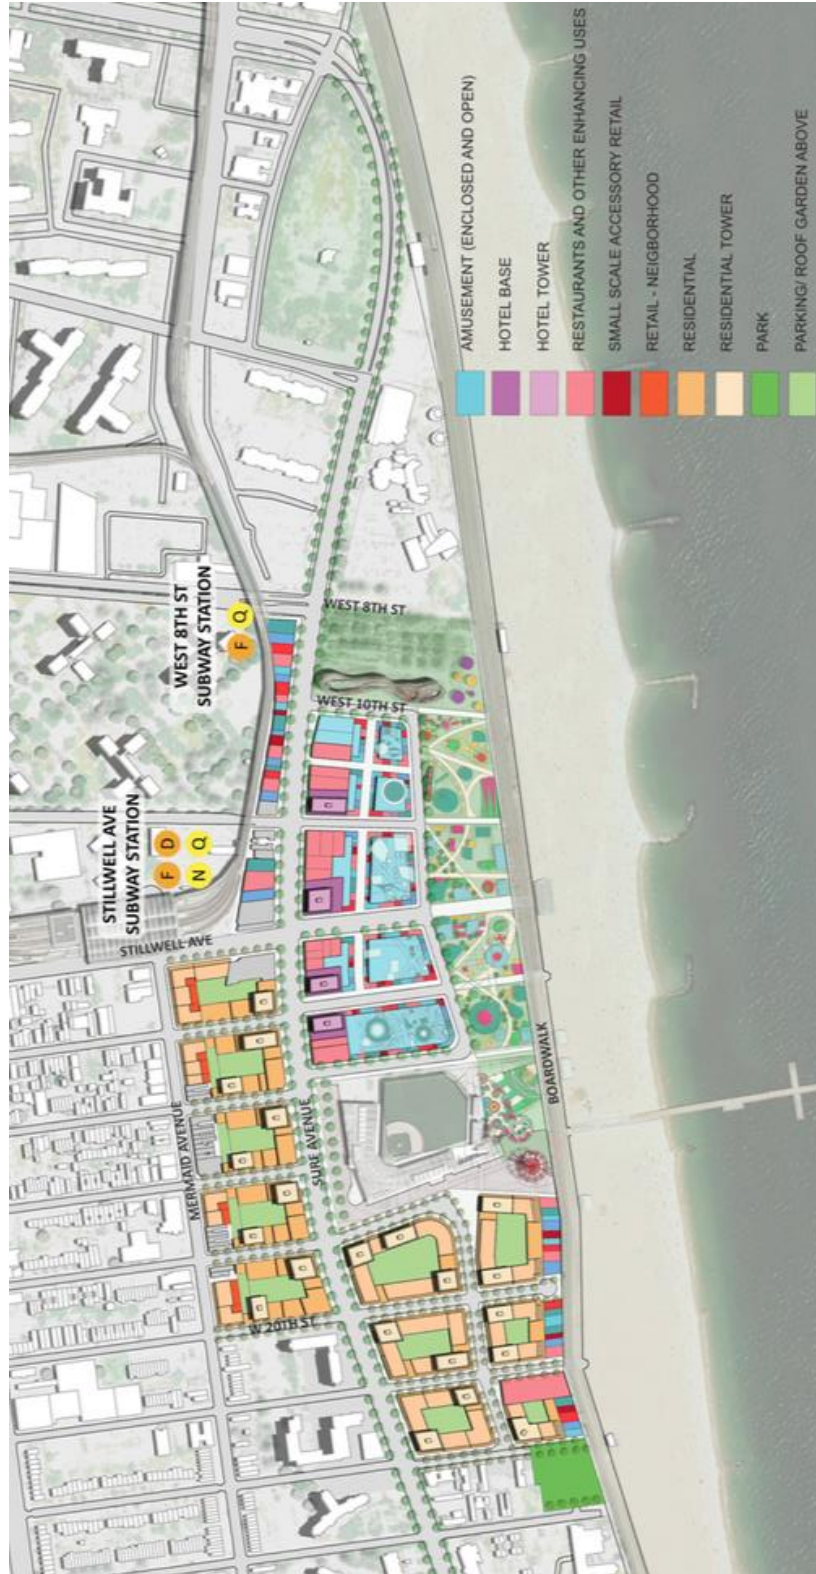 WEST 8TH ST
SUBWAY STATION
F Q
STILLWELL AVE
SUBWAY STATION
F D
N Q
STILLWELL AVE
MERMAID AVENUE
SURF AVENUE
W 20TH ST
WEST 8TH ST
WEST 10TH ST
BOARDWALK
AMUSEMENT (ENCLOSED AND OPEN)
HOTEL BASE
HOTEL TOWER
RESTAURANTS AND OTHER ENHANCING USES
SMALL SCALE ACCESSORY RETAIL
RETAIL - NEIGBORHOOD
RESIDENTIAL
RESIDENTIAL TOWER
PARK
PARKING/ ROOF GARDEN ABOVE